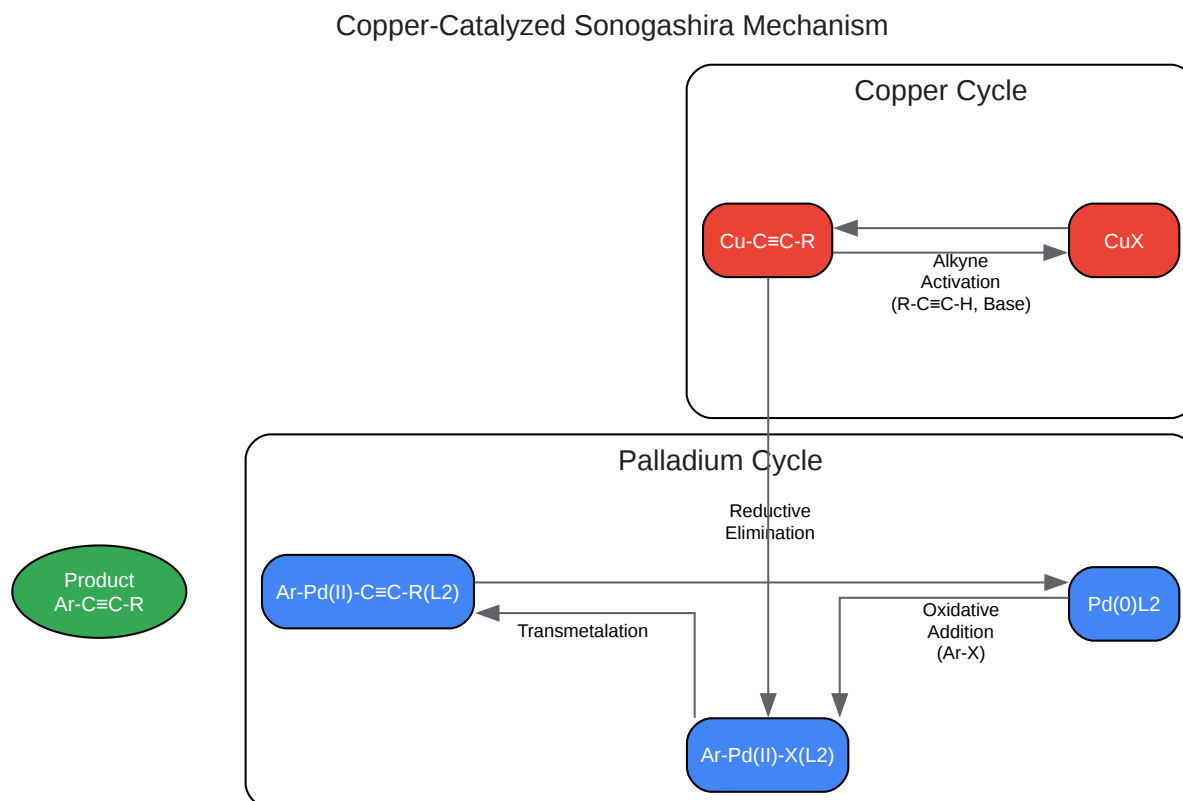 Copper-Catalyzed Sonogashira Mechanism
Copper Cycle
Cu-C≡C-R
CuX
Alkyne
Activation
(R-C≡C-H, Base)
Palladium Cycle
Reductive
Elimination
Product
Ar-C≡C-R
Ar-Pd(II)-C≡C-R(L2)
Pd(0)L2
Transmetalation
Oxidative
Addition
(Ar-X)
Ar-Pd(II)-X(L2)